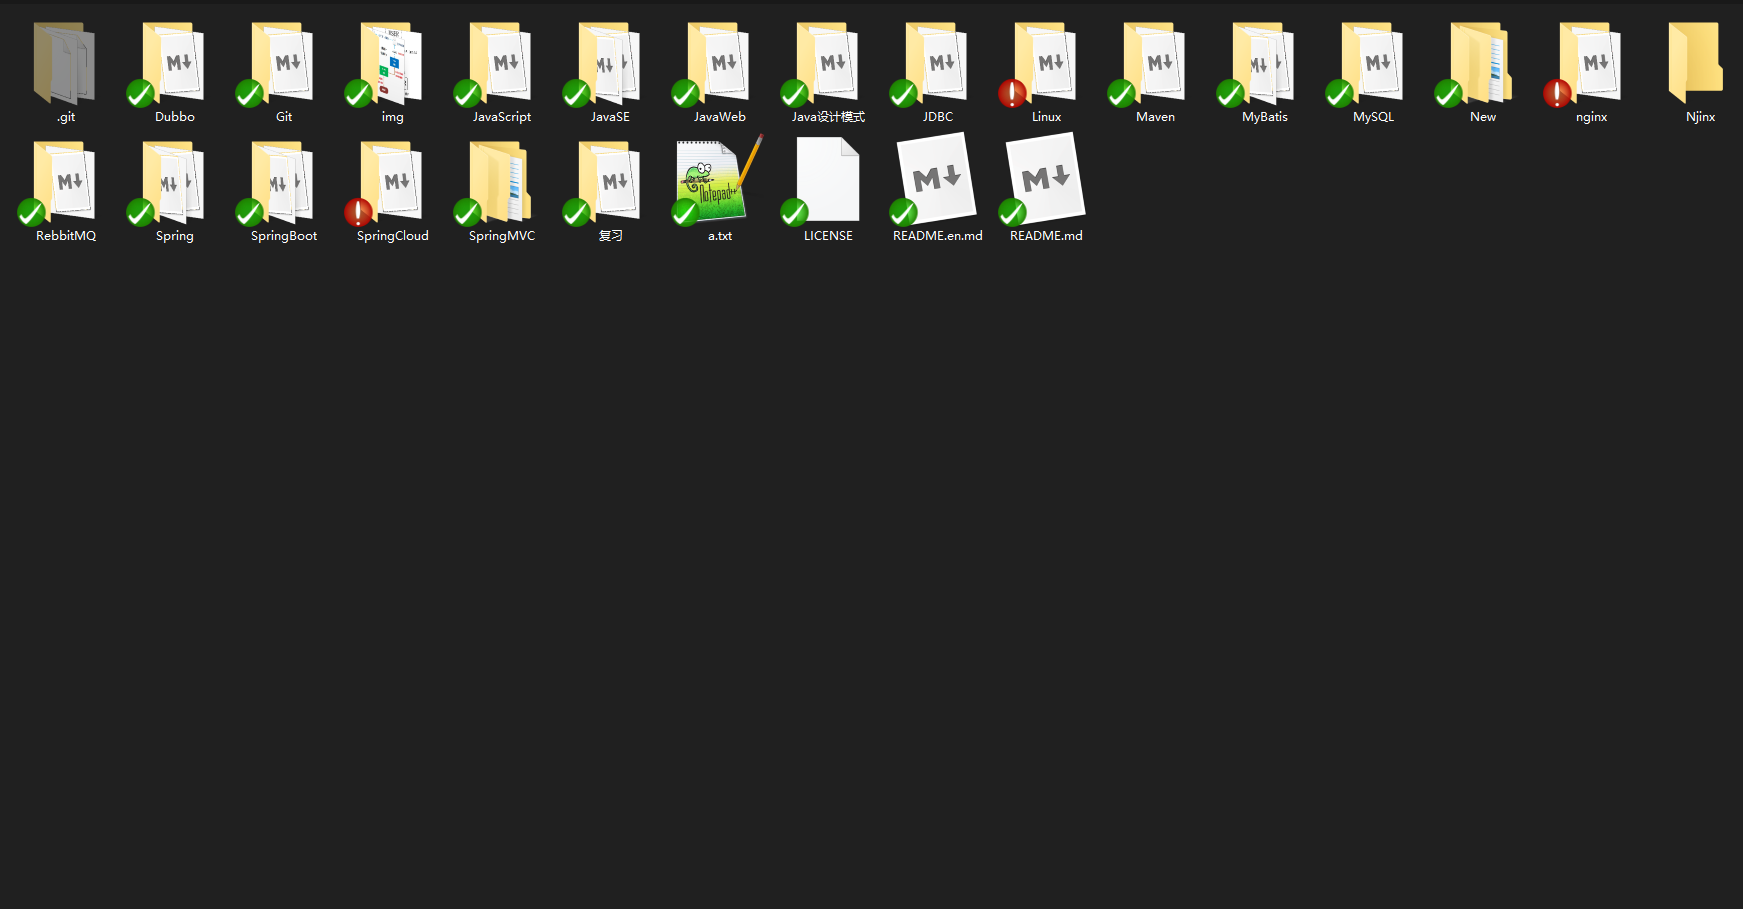 .git
Dubbo
Git
img
JavaScript
JavaSE
JavaWeb
Java设计模式
JDBC
Linux
Maven
MyBatis
MySQL
New
nginx
Njinx
RebbitMQ
Spring
SpringBoot
SpringCloud
SpringMVC
复习
a.txt
LICENSE
README.en.md
README.md